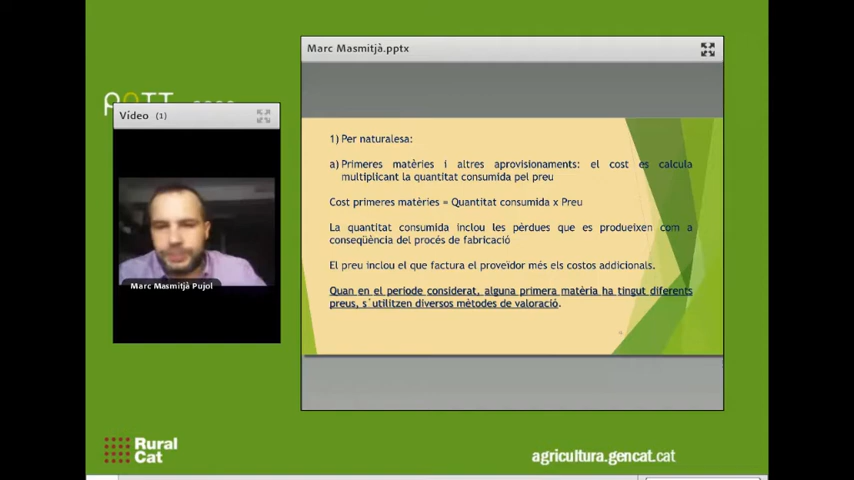 Marc Masmitjà.pptx
Vídeo (1)
1) Per naturalesa:
a) Primeres matèries i altres aprovisionaments: el cost es calcula
multiplicant la quantitat consumida pel preu
Cost primeres matèries = Quantitat consumida x Preu
La quantitat consumida inclou les pèrdues que es produeixen com a
conseqüència del procés de fabricació
El preu inclou el que factura el proveïdor més els costos addicionals.
Quan en el període considerat, alguna primera matèria ha tingut diferents
preus, s´utilitzen diversos mètodes de valoració.
Marc Masmitjà Pujol
Rural
Cat
agricultura.gencat.cat